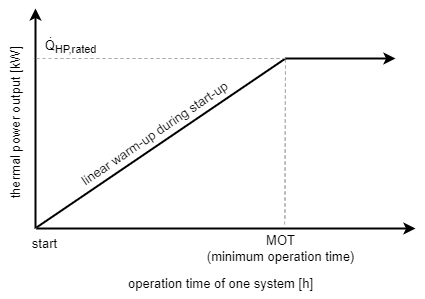 Q̇HP,rated
thermal power output [kW]
linear warm-up during start-up
start
MOT
(minimum operation time)
operation time of one system [h]